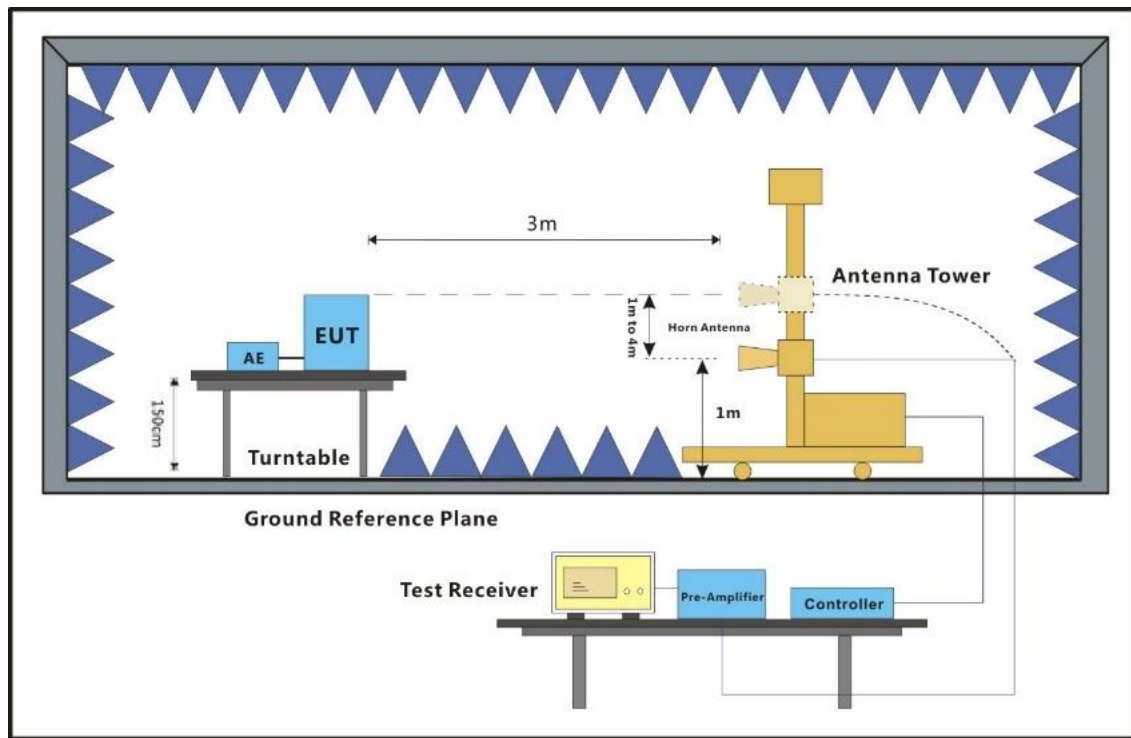 3m
Antenna Tower
1m to 4m
Horn Antenna
EUT
AE
150cm
1m
Turntable
Ground Reference Plane
Test Receiver
Pre-Amplifier
Controller